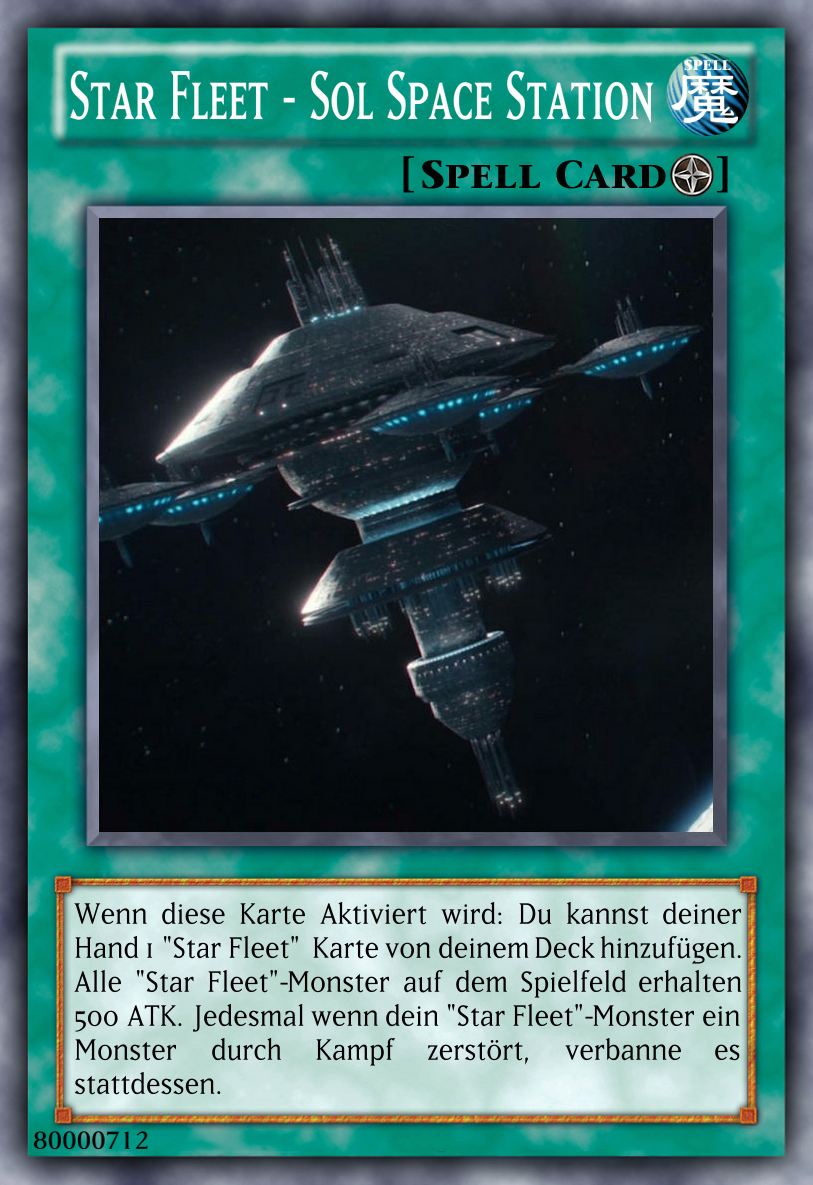 Star Fleet - Sol Space Station
SPELL
魔
[Spell Card]
Wenn diese Karte Aktiviert wird: Du kannst deiner
Hand 1 "Star Fleet" Karte von deinem Deck hinzufügen.
Alle "Star Fleet"-Monster auf dem Spielfeld erhalten
500 ATK. Jedesmal wenn dein "Star Fleet"-Monster ein
Monster durch Kampf zerstört, verbanne es
stattdessen.
80000712